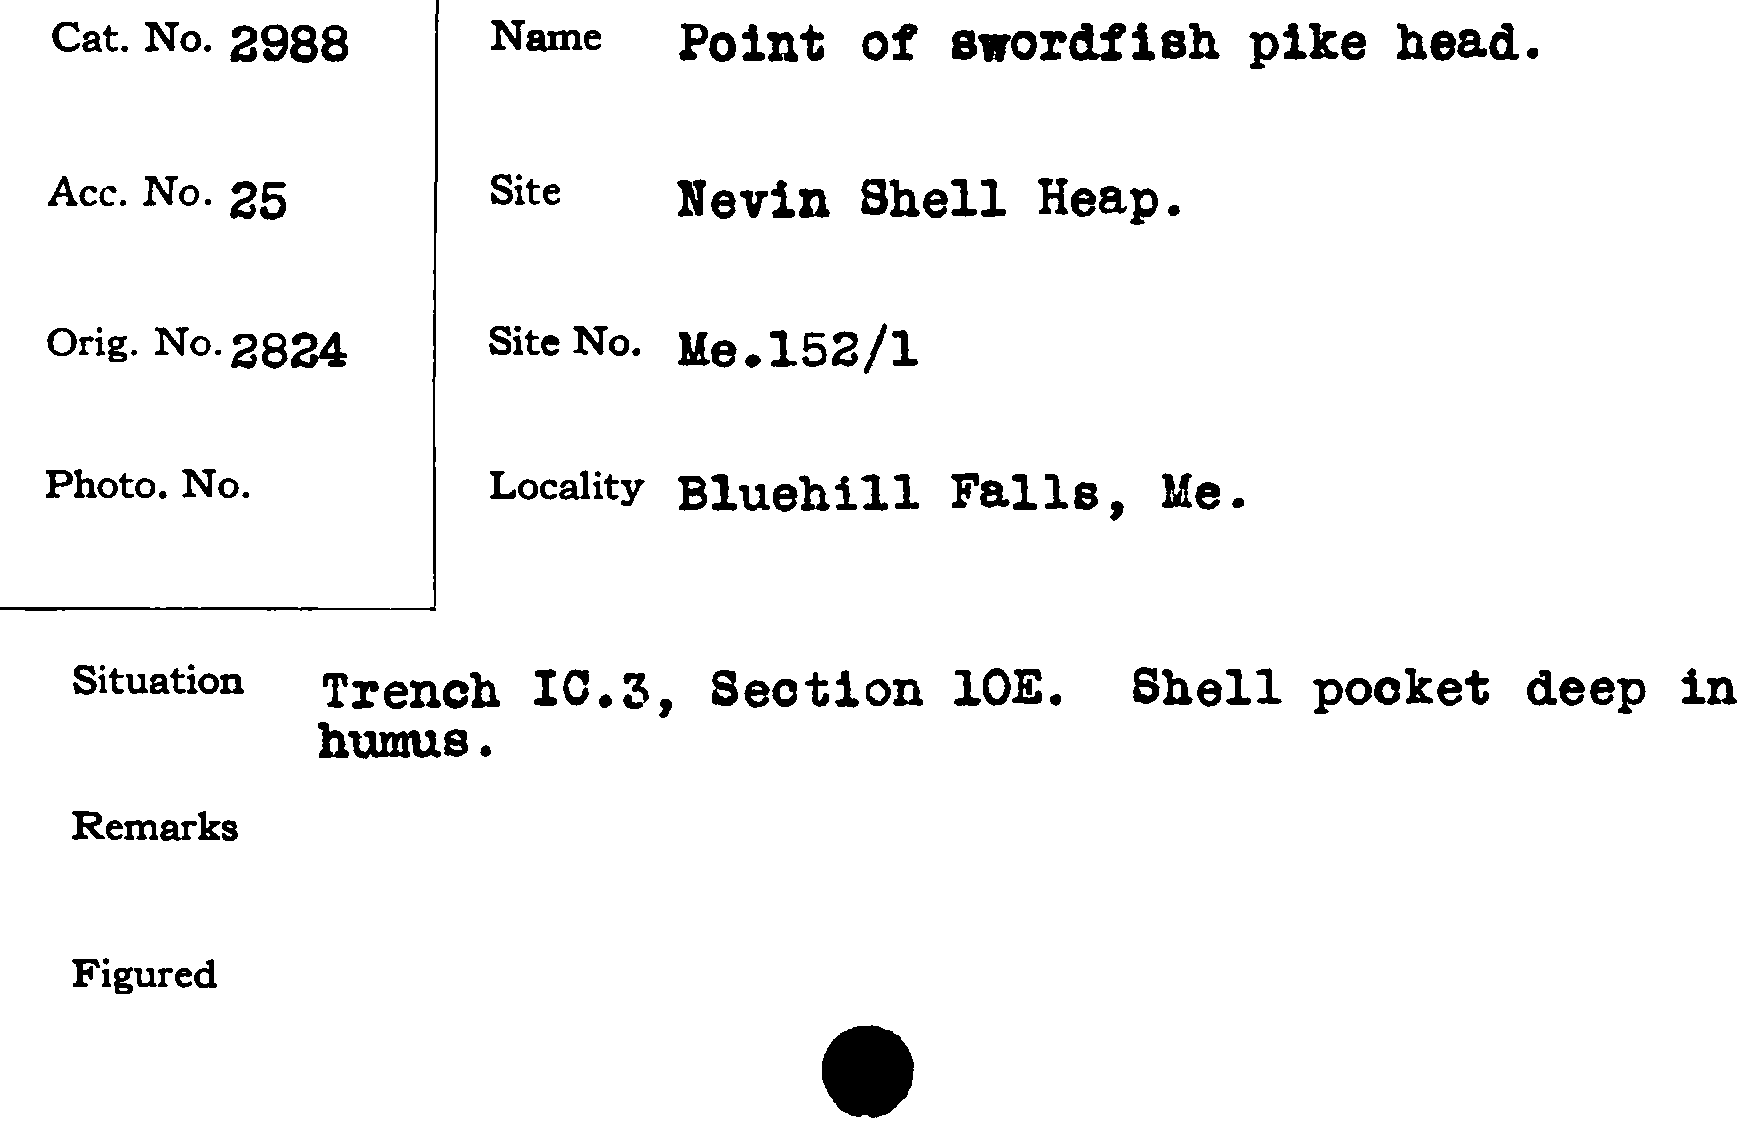 Cat. No. 2988
Name Point of swordfish pike head.
Acc. No. 25
Site Nevin Shell Heap.
Orig. No. 2824
Site No. Me.152/1
Photo. No.
Locality Bluehill Falls, Me.
Situation Trench IC.3, Section 10E. Shell pocket deep in
humus.
Remarks
Figured